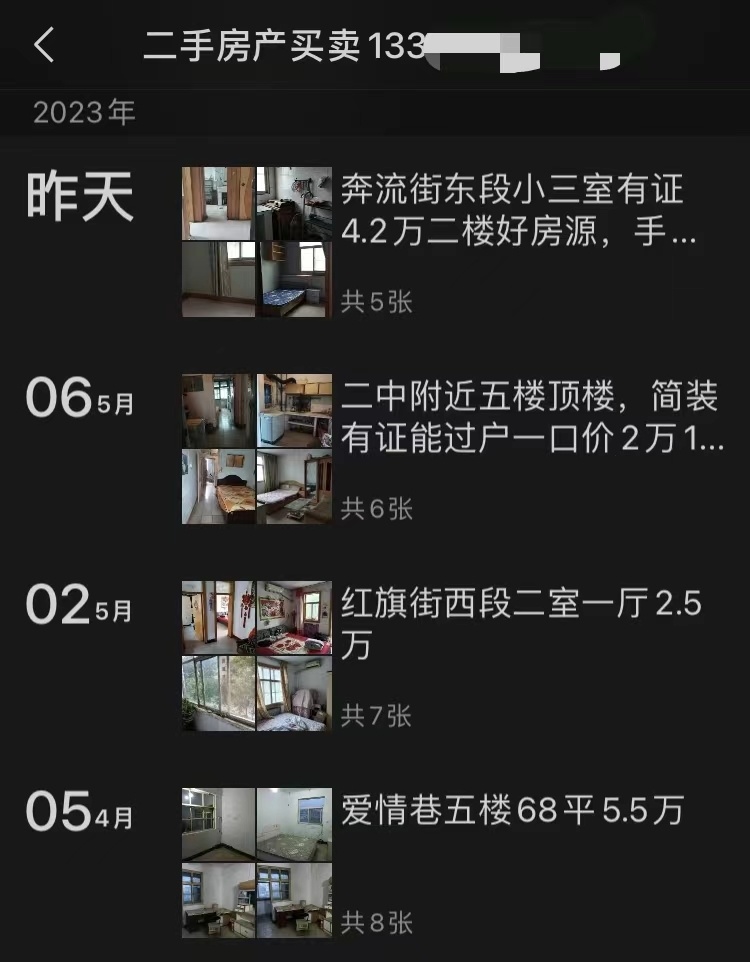 二手房产买卖133
2023年
昨天
奔流街东段小三室有证
4.2万二楼好房源，手...
共5张
06 5月
二中附近五楼顶楼，简装
有证能过户一口价2万1...
共6张
02 5月
红旗街西段二室一厅2.5
万
共7张
05 4月
爱情巷五楼68平5.5万
共8张